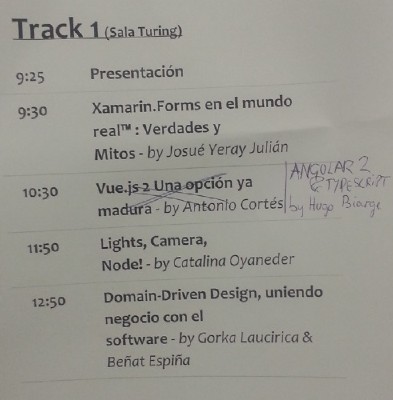 Track 1 (Sala Turing)
9:25 Presentación
9:30 Xamarin.Forms en el mundo
real™ : Verdades y
Mitos - by Josué Yeray Julián
10:30 Vue.js 2 Una opción ya
madura - by Antonio Cortés
ANGULAR 2
& TYPESCRIPT
by Hugo Biarge
11:50 Lights, Camera,
Node! - by Catalina Oyaneder
12:50 Domain-Driven Design, uniendo
negocio con el
software - by Gorka Laucirica &
Beñat Espiña